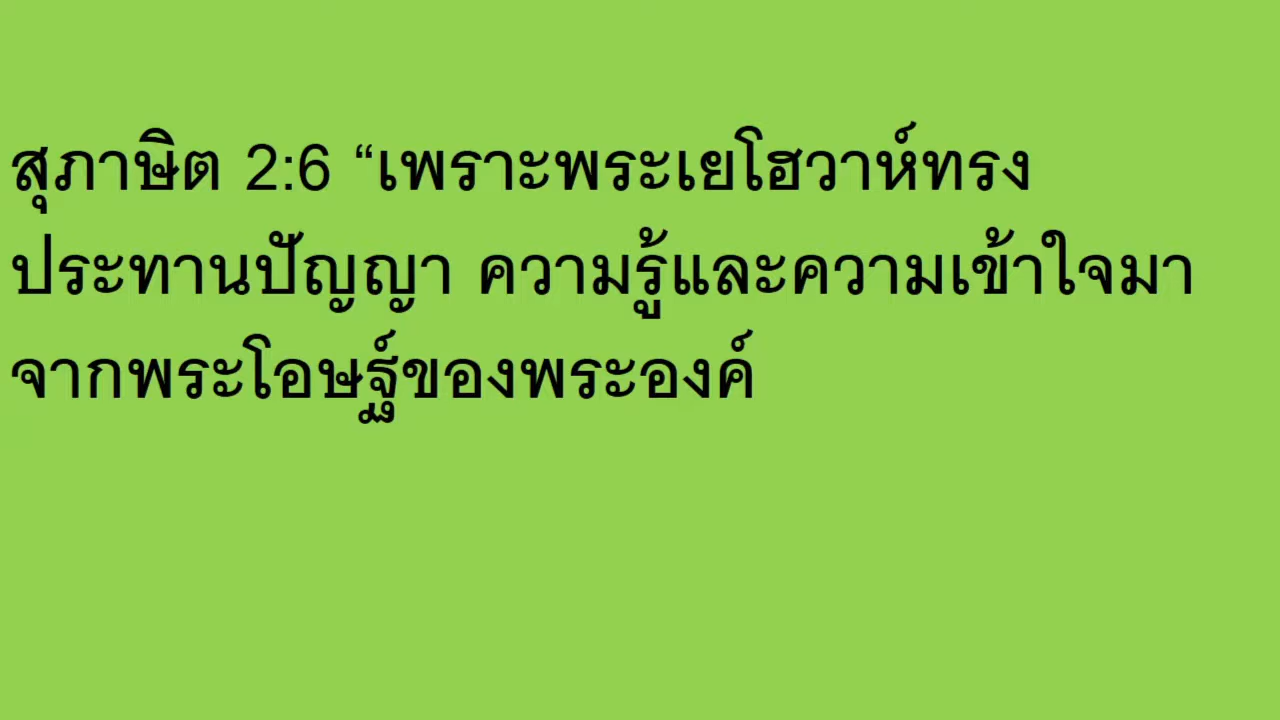 สุภาษิต 2:6 “เพราะพระเยโฮวาห์ทรง
ประทานปัญญา ความรู้และความเข้าใจมา
จากพระโอษฐ์ของพระองค์